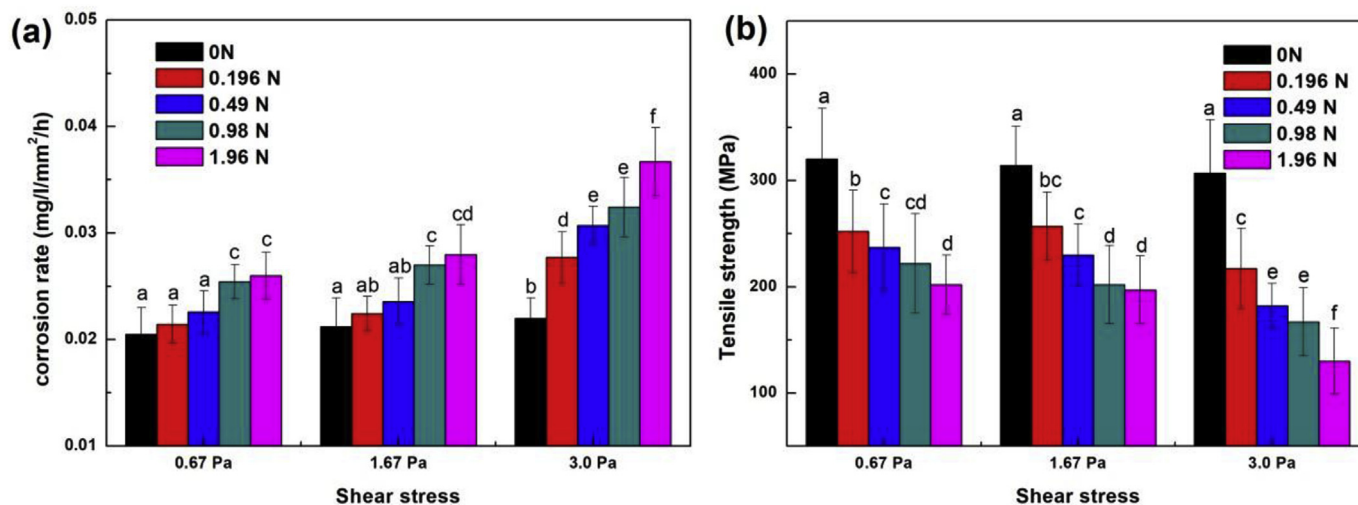 (a)
0.05
0.04
0.03
0.02
0.01
corrosion rate (mg/l/mm²/h)
0N
0.196 N
0.49 N
0.98 N
1.96 N
a a a c c
a ab ab c cd
b d e e f
0.67 Pa 1.67 Pa 3.0 Pa
Shear stress
(b)
400
300
200
100
Tensile strength (MPa)
0N
0.196 N
0.49 N
0.98 N
1.96 N
a b c cd d
a bc c d d
a c e e f
0.67 Pa 1.67 Pa 3.0 Pa
Shear stress